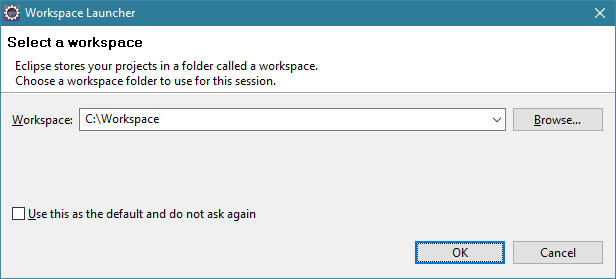 Workspace Launcher
Select a workspace
Eclipse stores your projects in a folder called a workspace.
Choose a workspace folder to use for this session.
Workspace: C:\Workspace Browse...
Use this as the default and do not ask again
OK Cancel